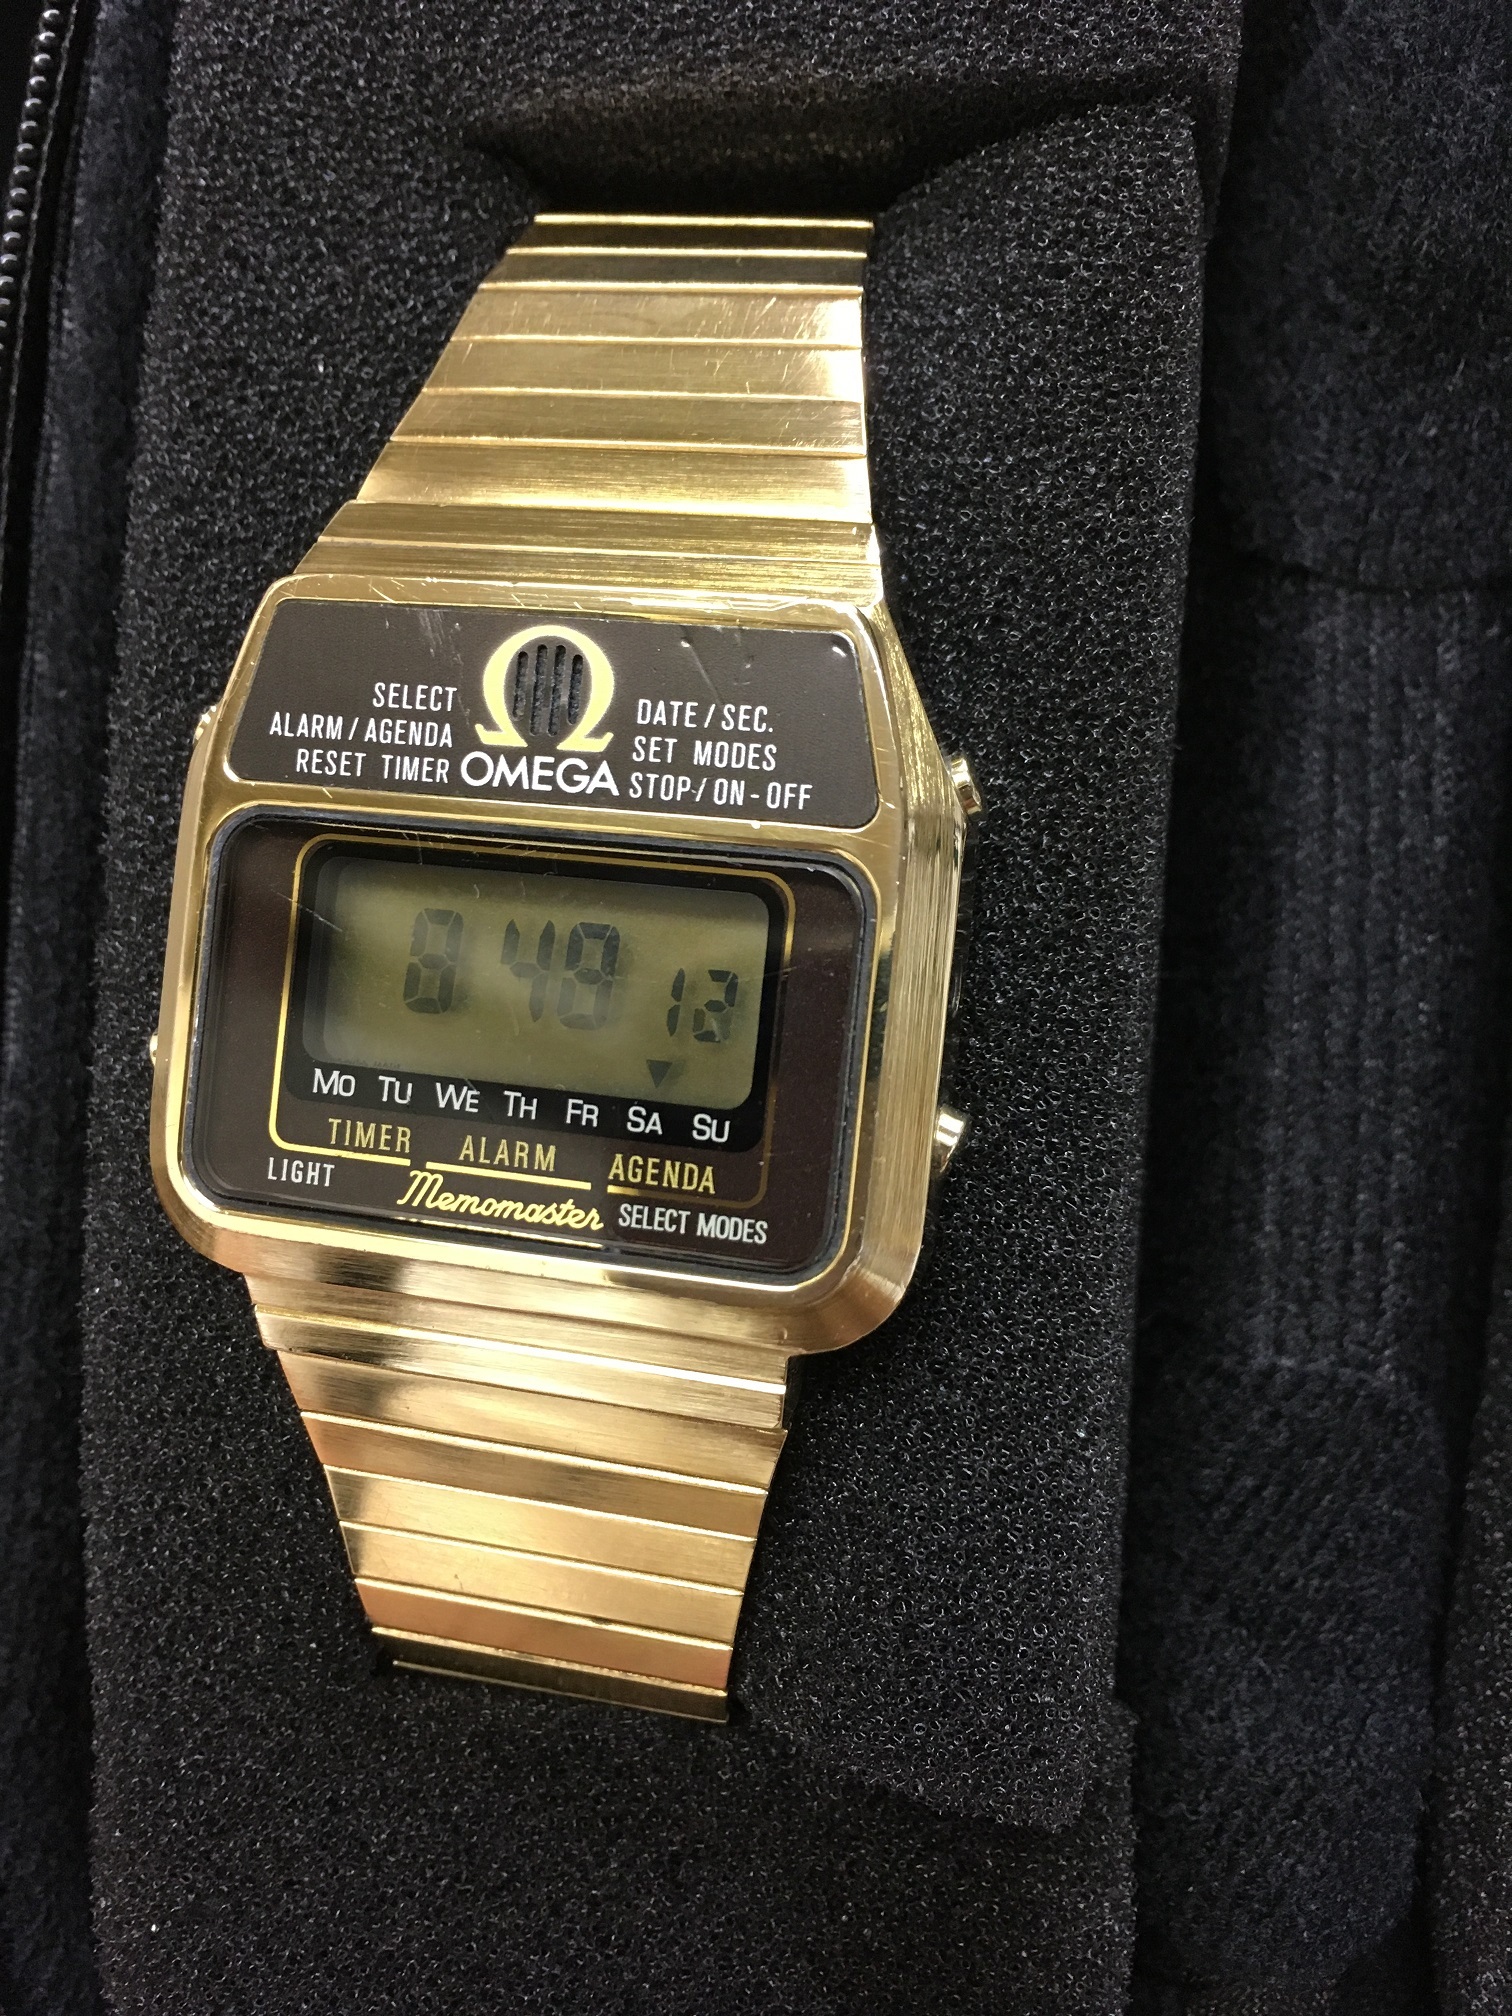 SELECT
ALARM/AGENDA
RESET TIMER
Ω
OMEGA
DATE/SEC.
SET MODES
STOP/ON-OFF
8 48 12
MO TU WE TH FR SA SU
TIMER ALARM AGENDA
LIGHT Memomaster SELECT MODES